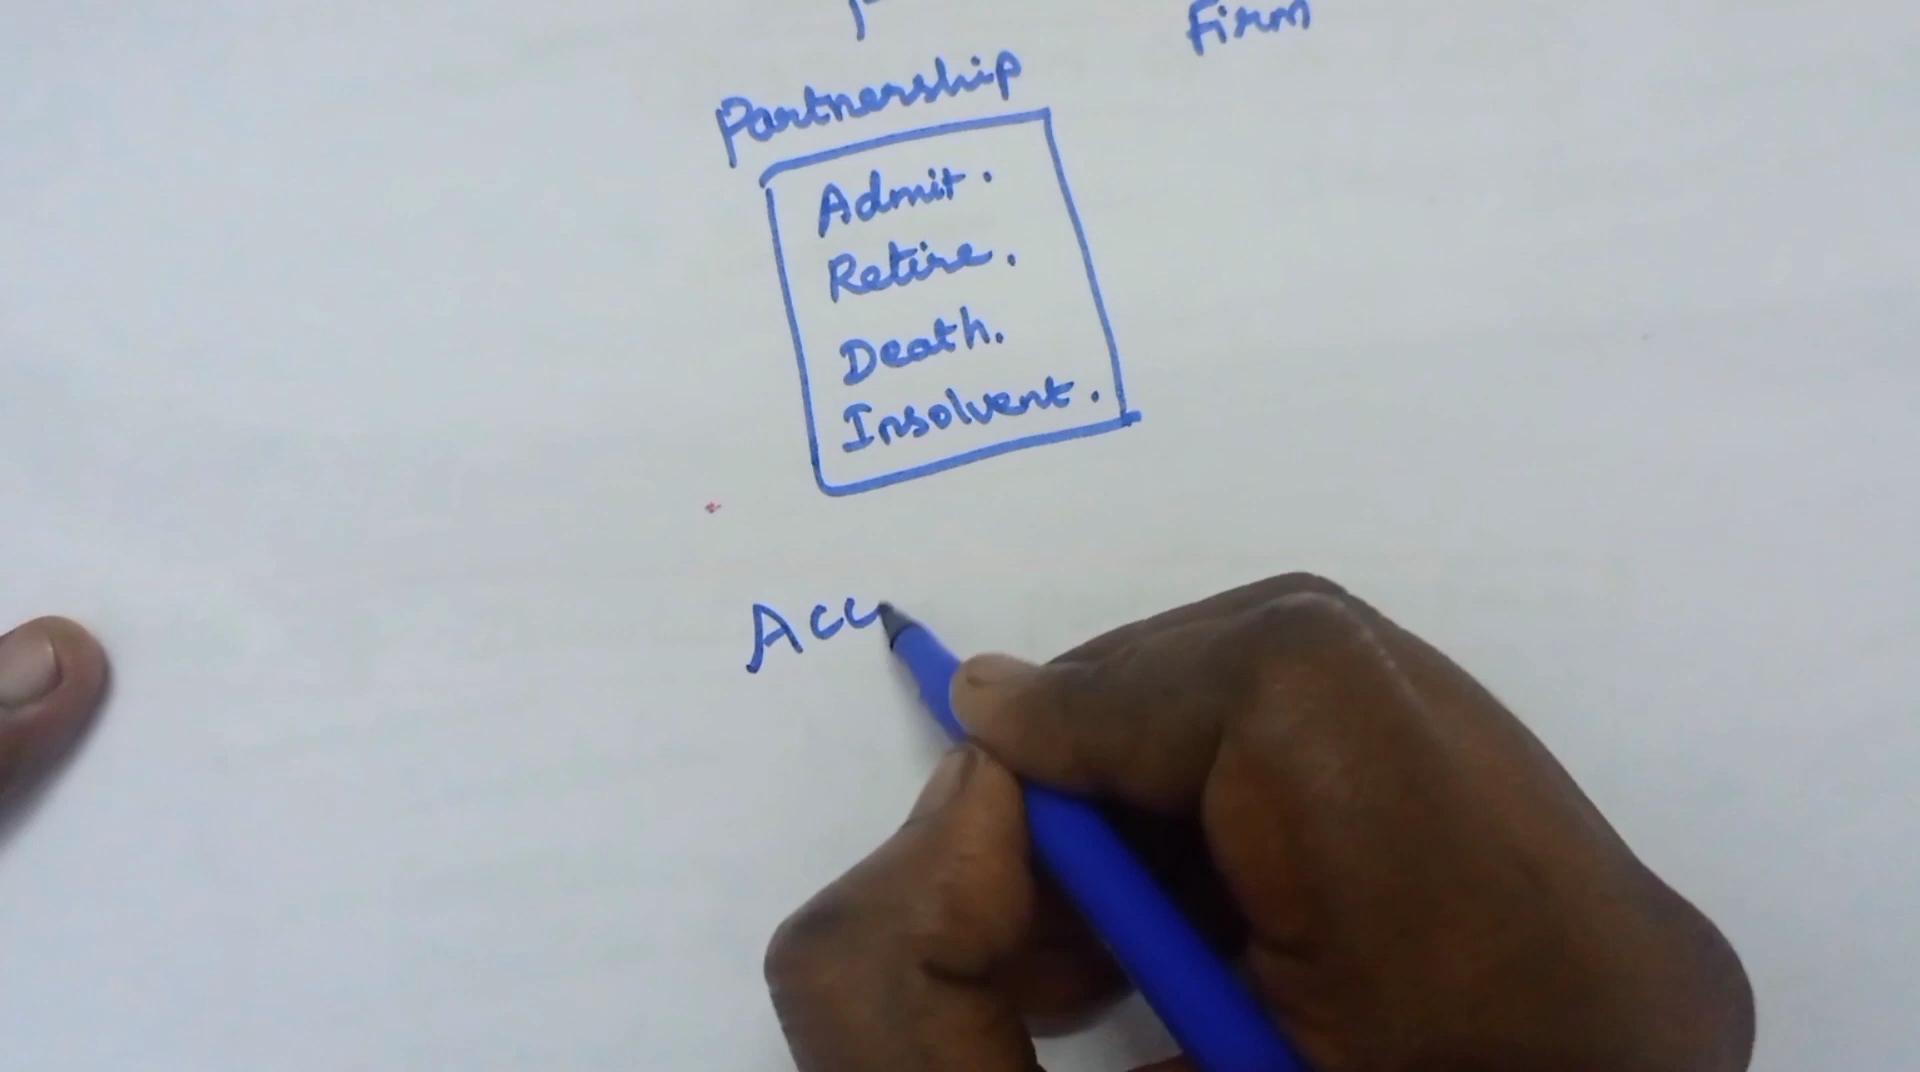 Firm
Partnership
Admit.
Retire.
Death.
Insolvent.
Acc